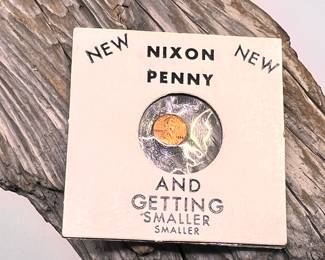 NEW NEW
NIXON
PENNY
AND
GETTING
SMALLER
SMALLER